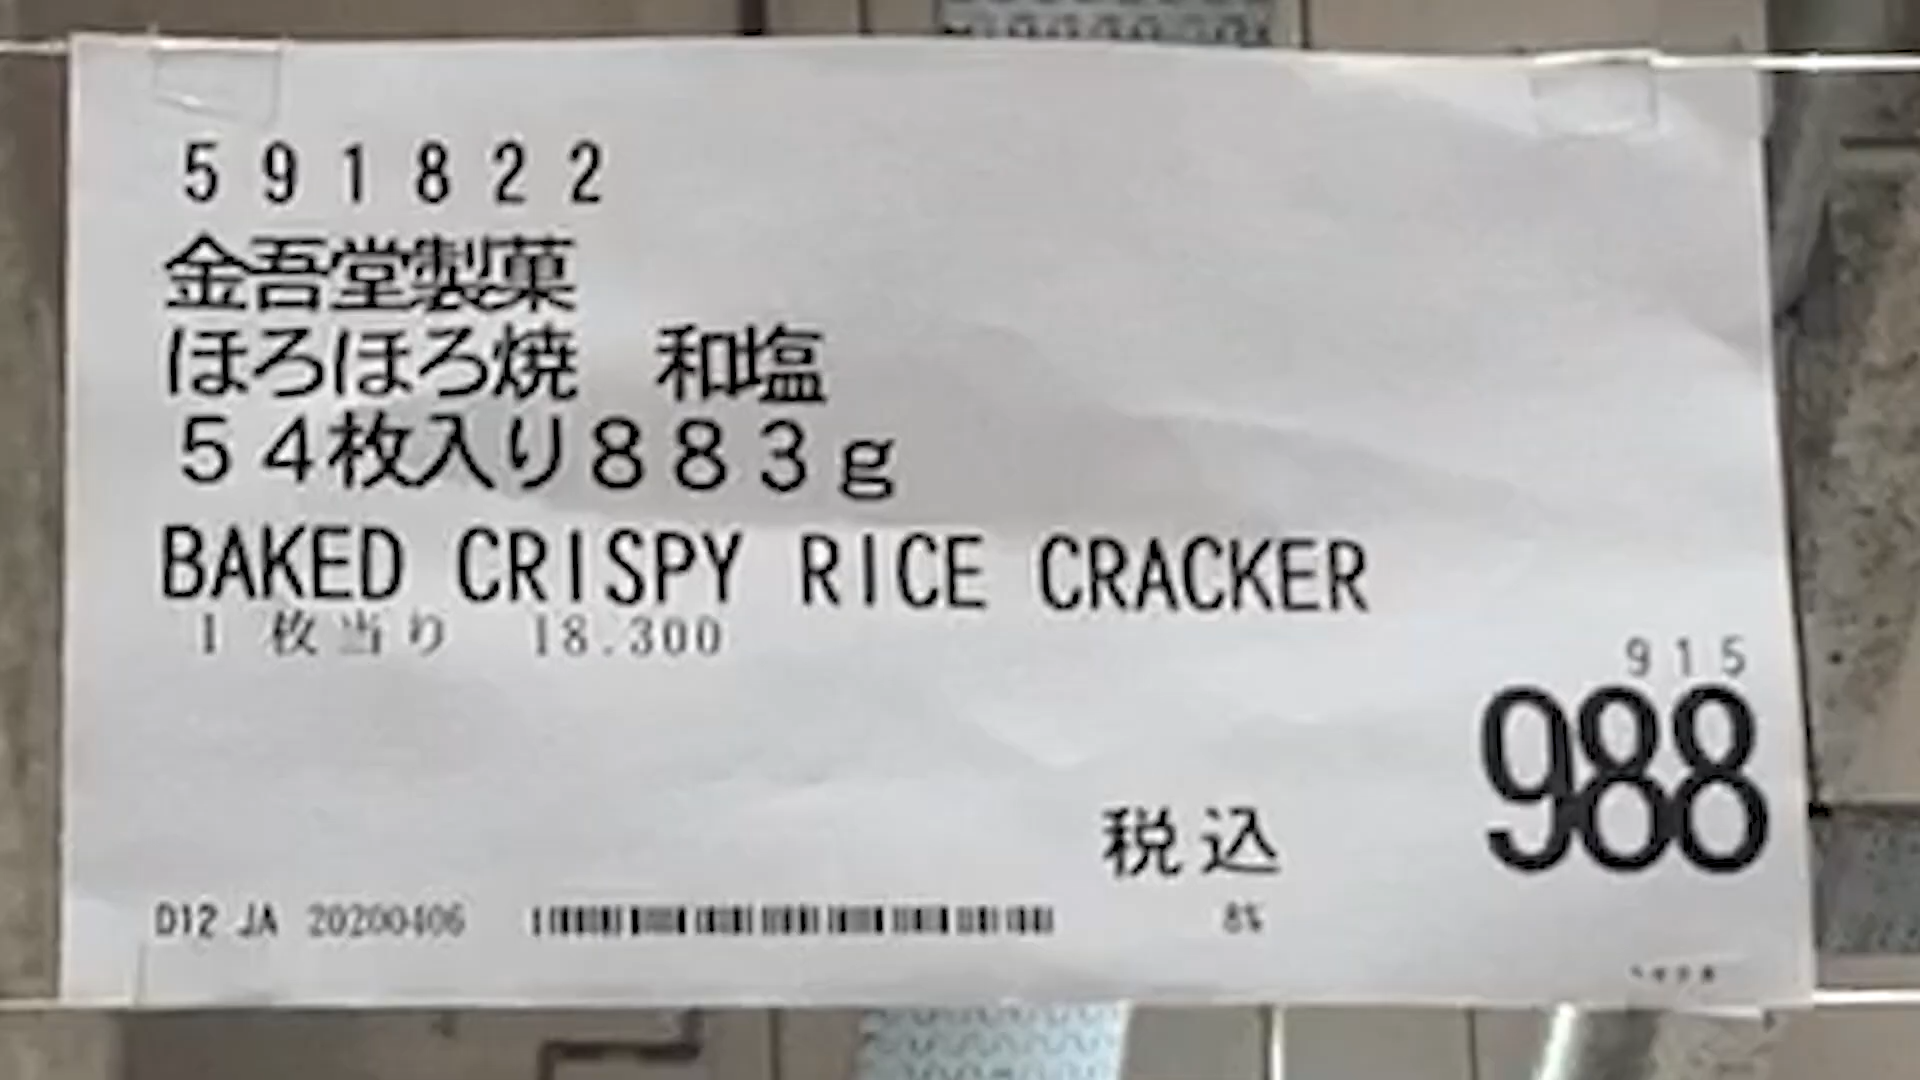 591822
金吾堂製菓
ほろほろ焼　和塩
５４枚入り８８３ｇ
BAKED CRISPY RICE CRACKER
1 枚当り 18.300
915
988
税込
D12 JA 20200406
8%